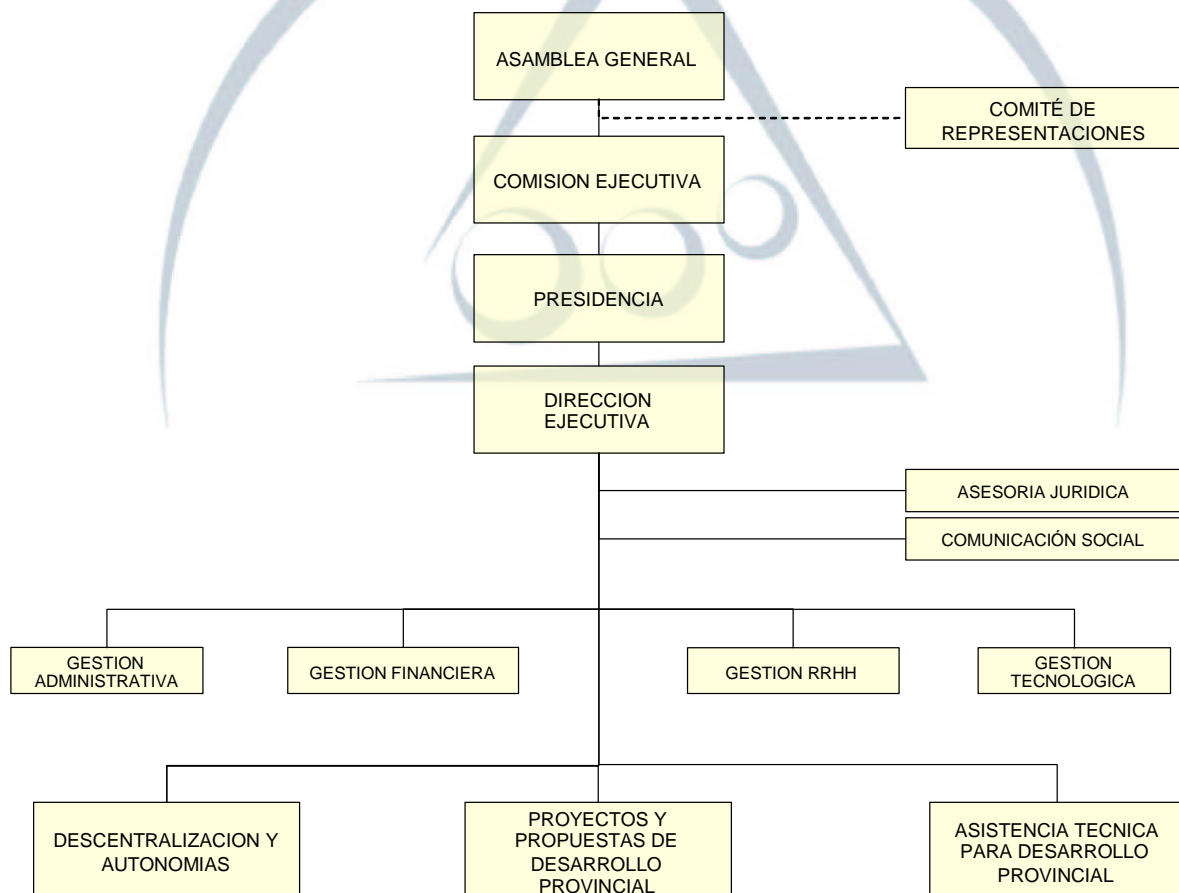 ASAMBLEA GENERAL
COMITÉ DE
REPRESENTACIONES
COMISION EJECUTIVA
PRESIDENCIA
DIRECCION
EJECUTIVA
ASESORIA JURIDICA
COMUNICACIÓN SOCIAL
GESTION
ADMINISTRATIVA
GESTION FINANCIERA
GESTION RRHH
GESTION
TECNOLOGICA
DESCENTRALIZACION Y
AUTONOMIAS
PROYECTOS Y
PROPUESTAS DE
DESARROLLO
PROVINCIAL
ASISTENCIA TECNICA
PARA DESARROLLO
PROVINCIAL